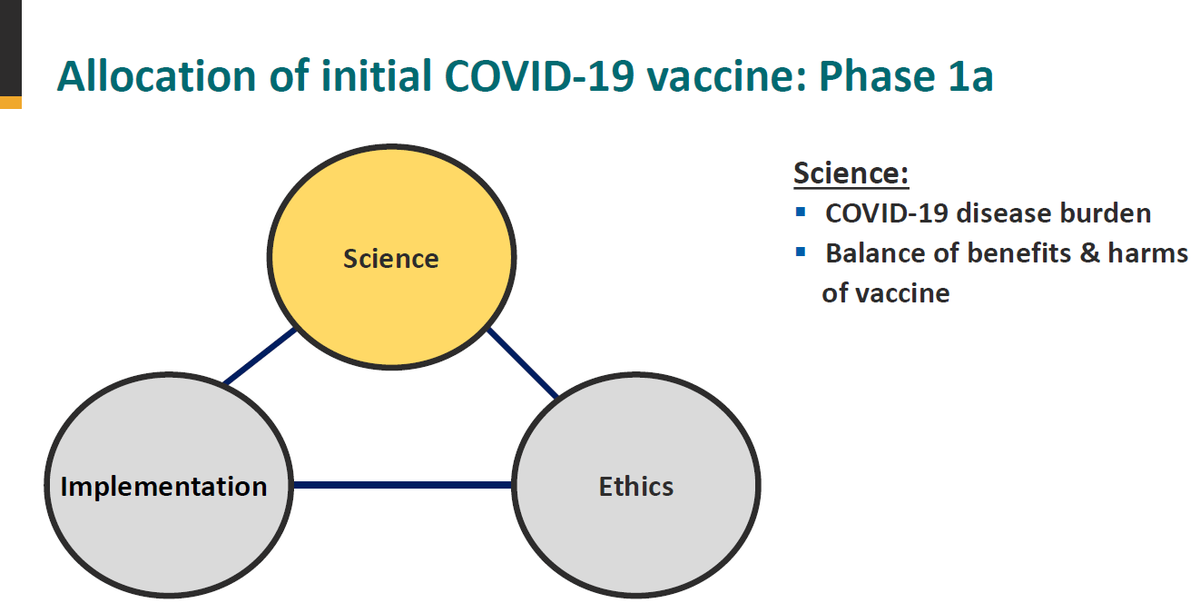 Allocation of initial COVID-19 vaccine: Phase 1a
Science:
▪ COVID-19 disease burden
▪ Balance of benefits & harms
of vaccine
Science
Implementation
Ethics